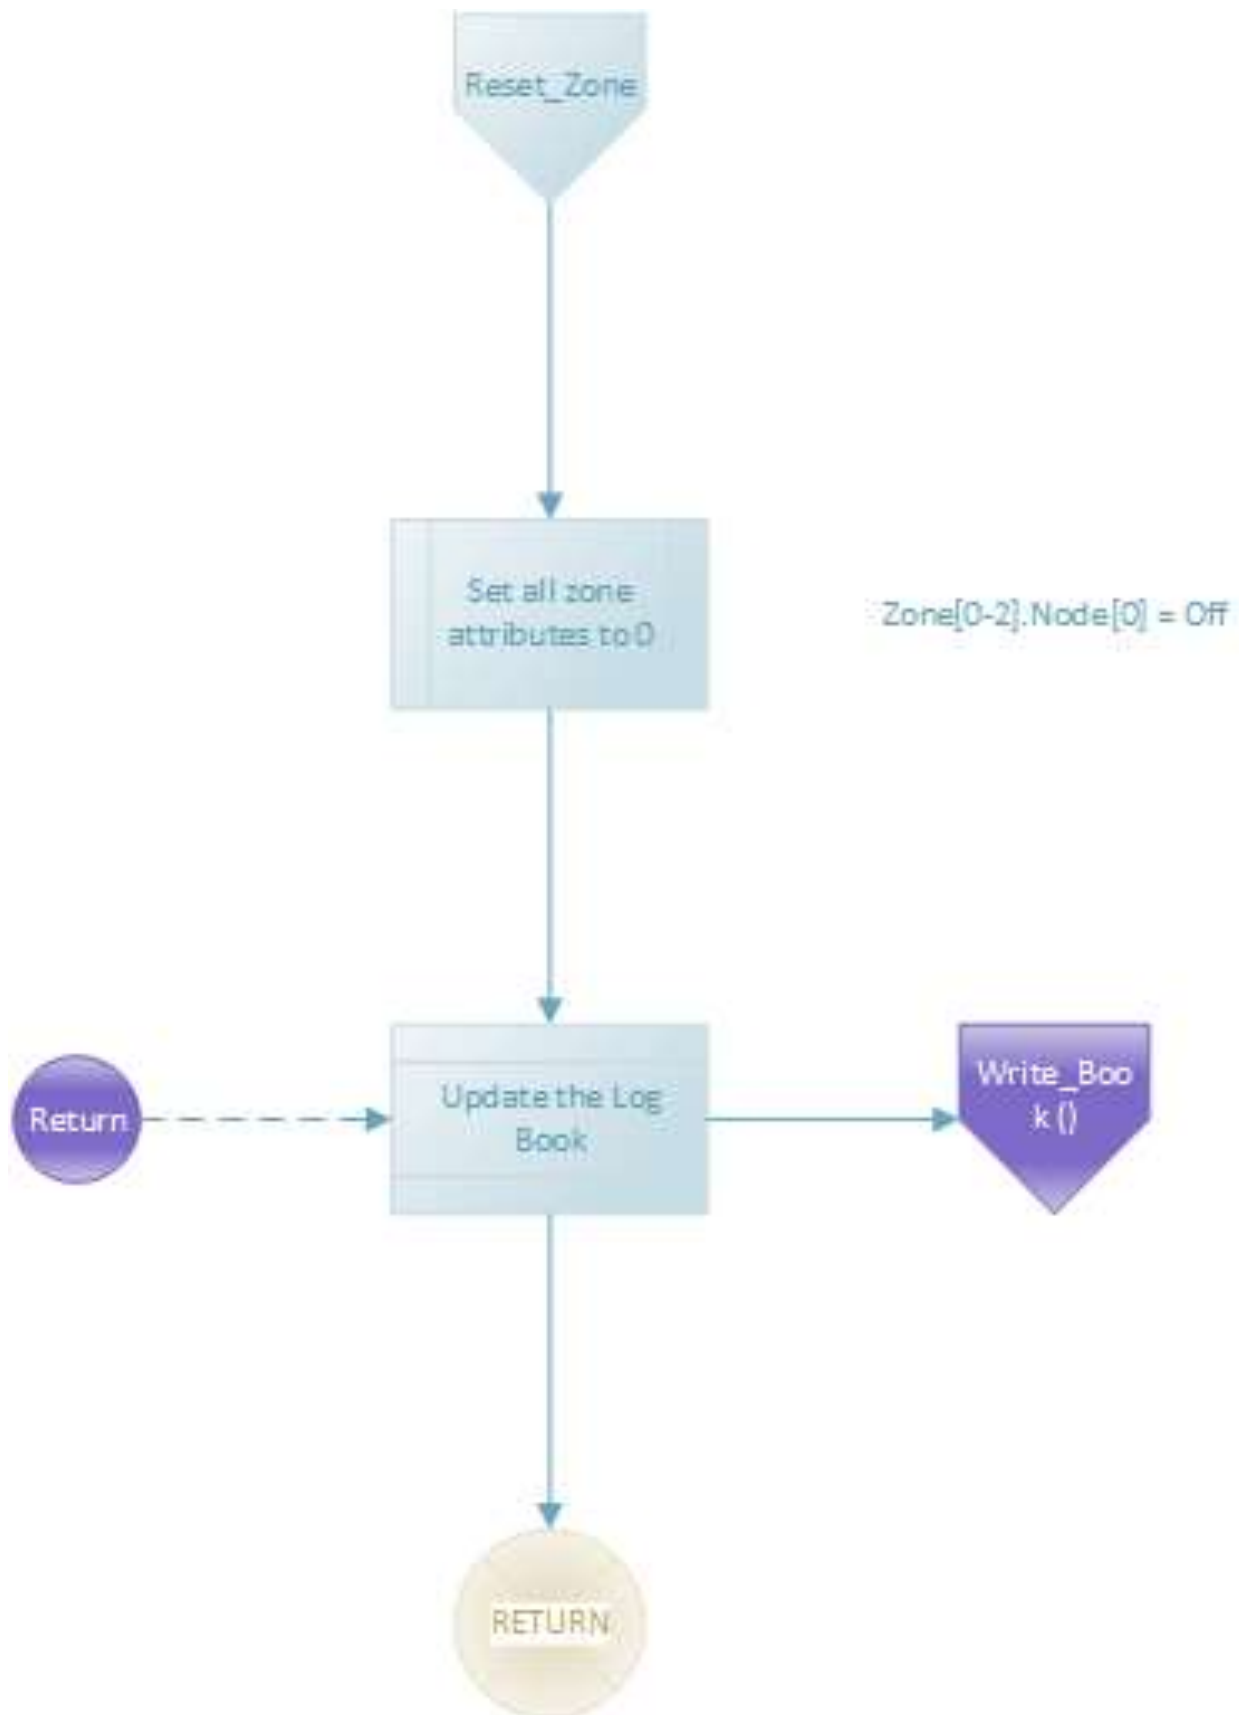 Reset_Zone
Set all zone
attributes to 0
Zone[0-2].Node[0] = Off
Return
Update the Log
Book
Write_Boo
k ()
RETURN